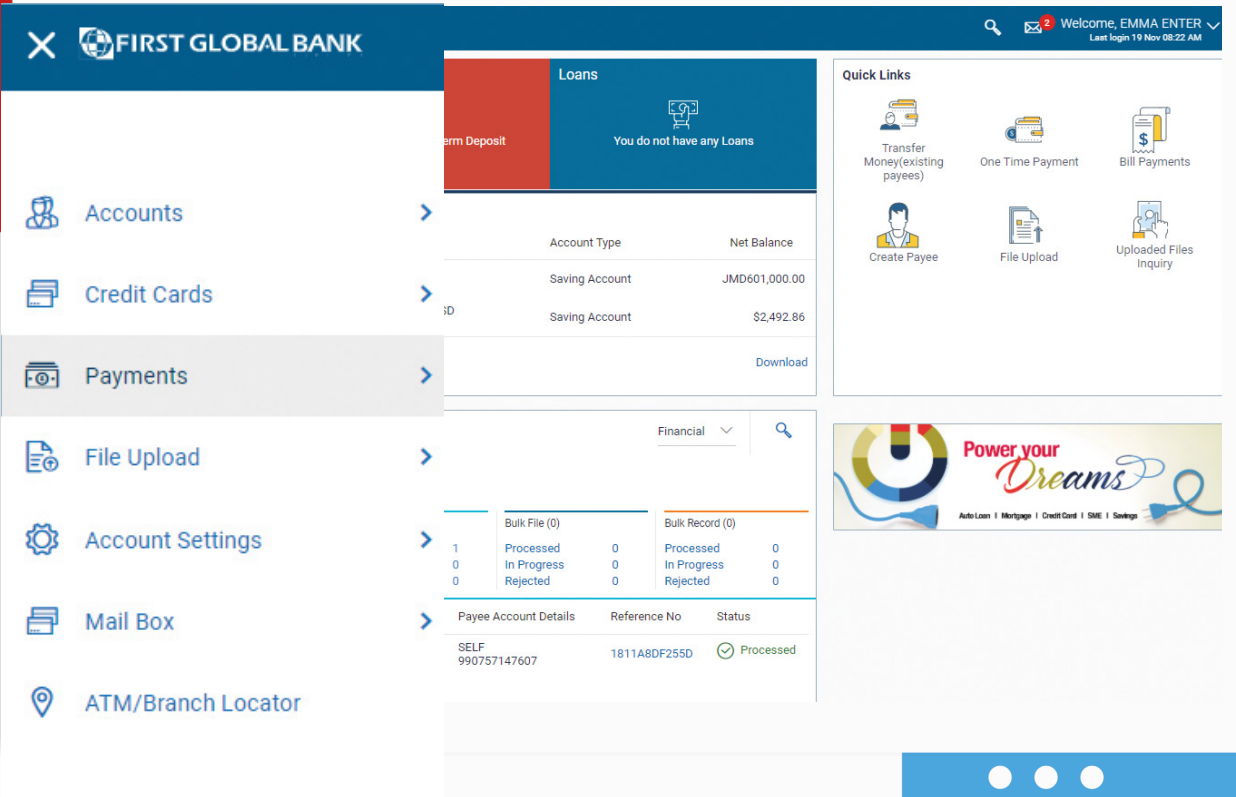 FIRST GLOBAL BANK
Accounts
Credit Cards
Payments
File Upload
Account Settings
Mail Box
ATM/Branch Locator
2
Welcome, EMMA ENTER
Last login 19 Nov 08:22 AM
erm Deposit
Loans
You do not have any Loans
Account Type Net Balance
Saving Account JMD601,000.00
SD Saving Account $2,492.86
Download
Financial
Bulk File (0) Bulk Record (0)
1 Processed 0 Processed 0
0 In Progress 0 In Progress 0
0 Rejected 0 Rejected 0
Payee Account Details Reference No Status
SELF
990757147607 1811A8DF255D Processed
Quick Links
Transfer
Money(existing
payees)
One Time Payment
Bill Payments
Create Payee
File Upload
Uploaded Files
Inquiry
Power your
Dreams
Auto Loan I Mortgage I Credit Card I SME I Savings